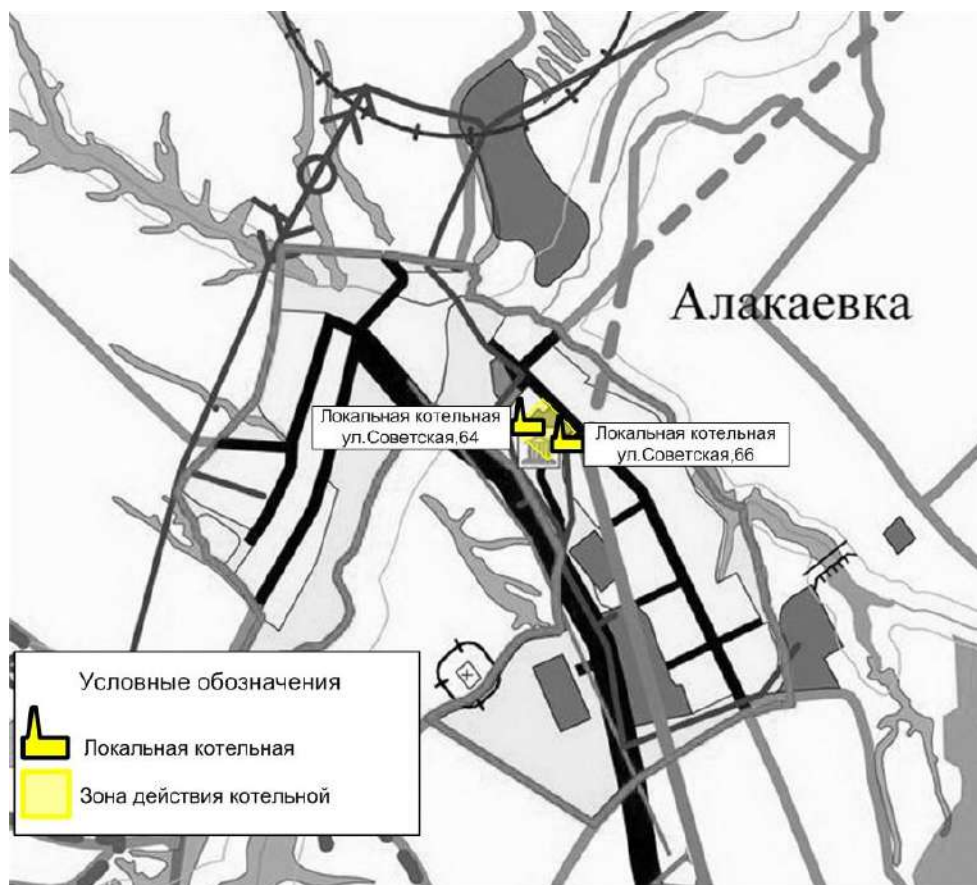 Алакаевка
Локальная котельная
ул.Советская,64
Локальная котельная
ул.Советская,66
Условные обозначения
Локальная котельная
Зона действия котельной